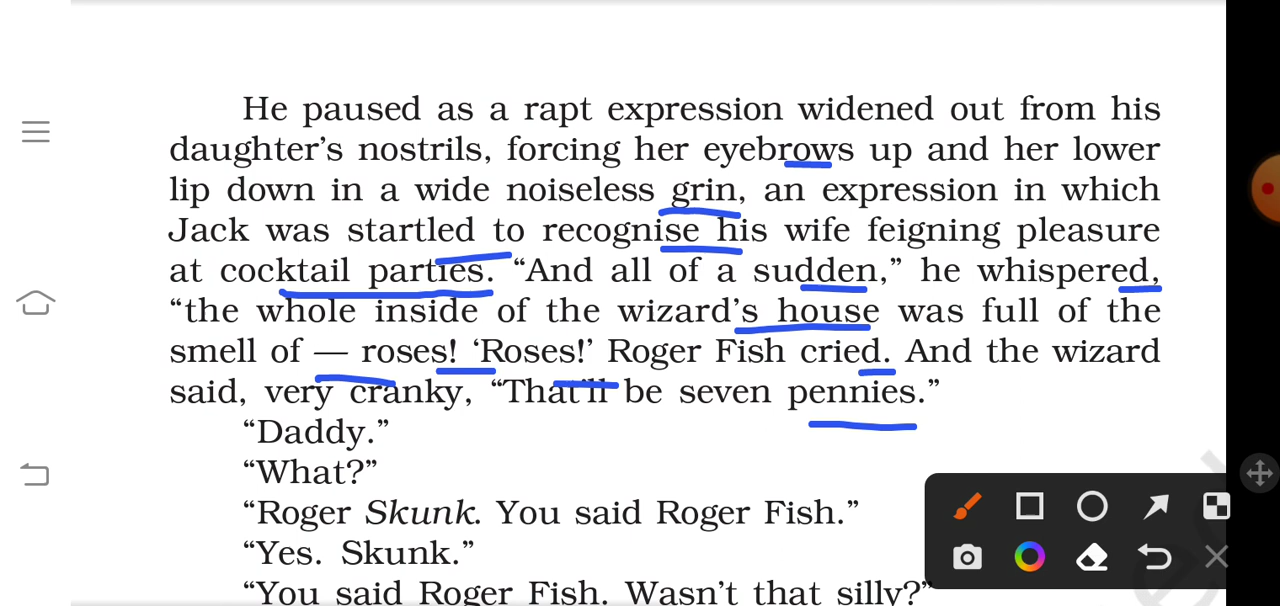 He paused as a rapt expression widened out from his
daughter’s nostrils, forcing her eyebrows up and her lower
lip down in a wide noiseless grin, an expression in which
Jack was startled to recognise his wife feigning pleasure
at cocktail parties. “And all of a sudden,” he whispered,
“the whole inside of the wizard’s house was full of the
smell of — roses! ‘Roses!’ Roger Fish cried. And the wizard
said, very cranky, “That’ll be seven pennies.”
“Daddy.”
“What?”
“Roger Skunk. You said Roger Fish.”
“Yes. Skunk.”
“You said Roger Fish. Wasn’t that silly?”